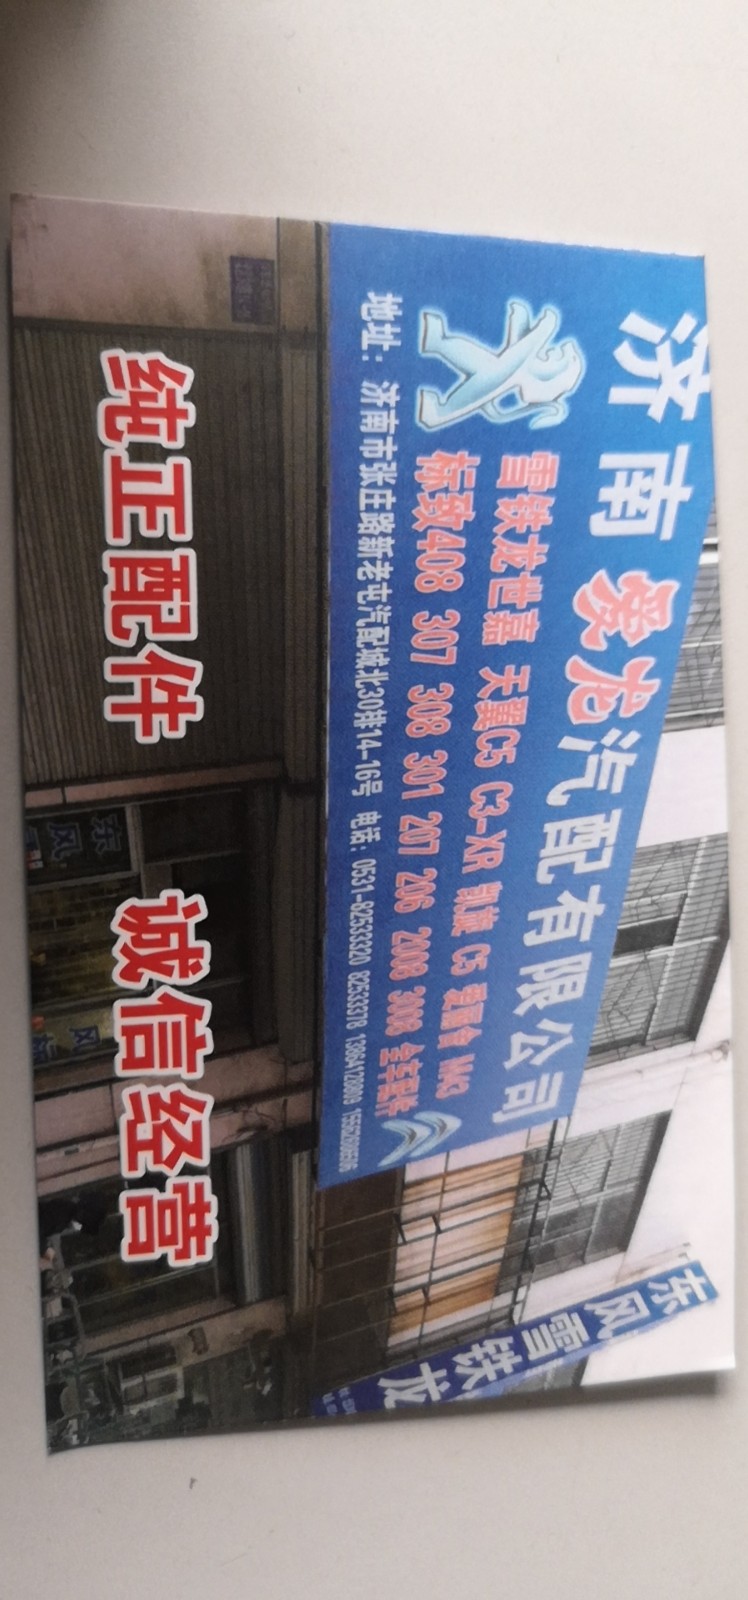 济南爱龙汽配有限公司
雪铁龙世嘉 天翼C5 C3-XR 凯旋 C5 爱丽舍 M43
标致408 307 308 301 207 206 2008 3008 全车配件
地址：济南市张庄路新老屯汽配城北30排14-16号 电话：0531-82533320 82533378 13064128809
东风雪铁龙
纯正配件 诚信经营
东风